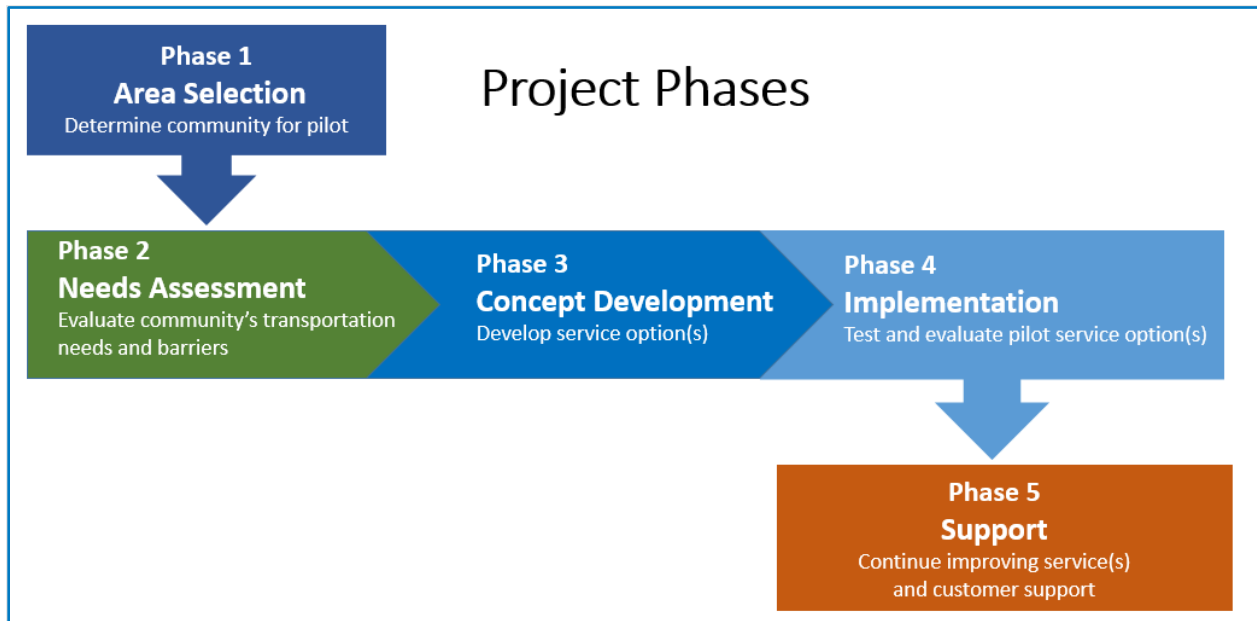 Phase 1
Area Selection
Determine community for pilot
Project Phases
Phase 2
Needs Assessment
Evaluate community’s transportation
needs and barriers
Phase 3
Concept Development
Develop service option(s)
Phase 4
Implementation
Test and evaluate pilot service option(s)
Phase 5
Support
Continue improving service(s)
and customer support